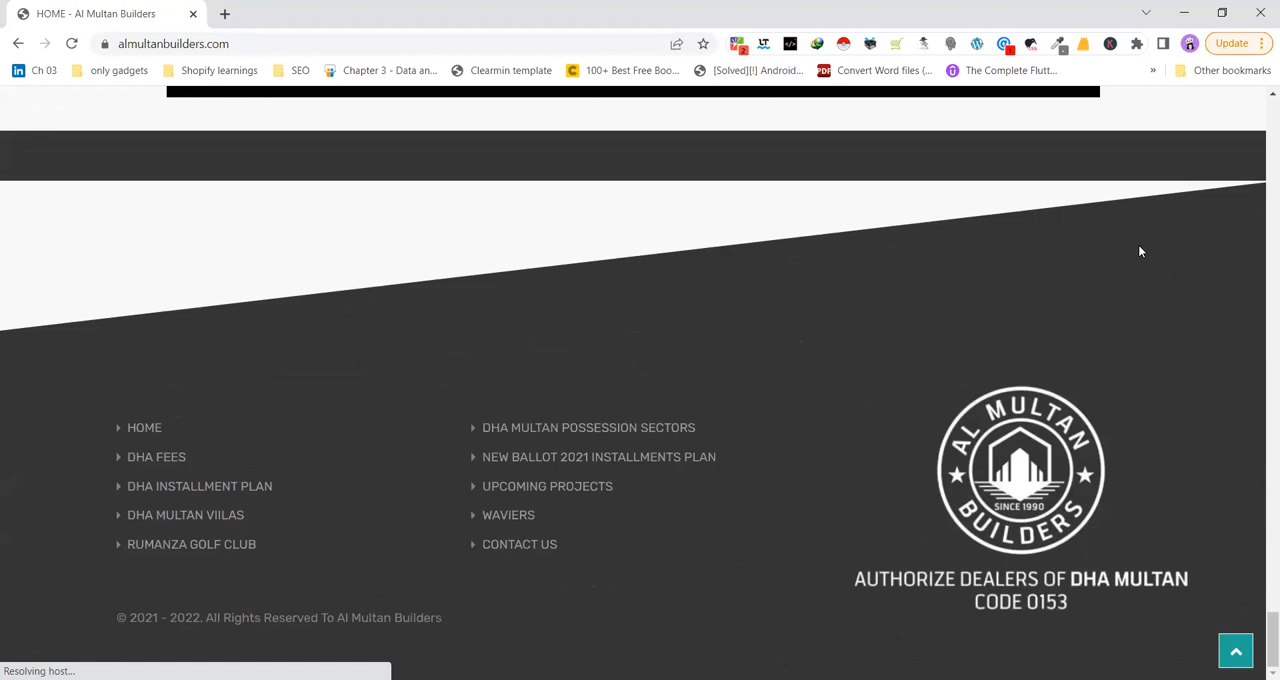 HOME - Al Multan Builders
almultanbuilders.com
Update
Ch 03
only gadgets
Shopify learnings
SEO
Chapter 3 - Data an...
Clearmin template
100+ Best Free Boo...
[Solved][!] Android...
Convert Word files (...
The Complete Flutt...
»
Other bookmarks
HOME
DHA FEES
DHA INSTALLMENT PLAN
DHA MULTAN VIILAS
RUMANZA GOLF CLUB
DHA MULTAN POSSESSION SECTORS
NEW BALLOT 2021 INSTALLMENTS PLAN
UPCOMING PROJECTS
WAVIERS
CONTACT US
AL MULTAN
SINCE 1990
BUILDERS
AUTHORIZE DEALERS OF DHA MULTAN
CODE 0153
© 2021 - 2022. All Rights Reserved To Al Multan Builders
Resolving host...